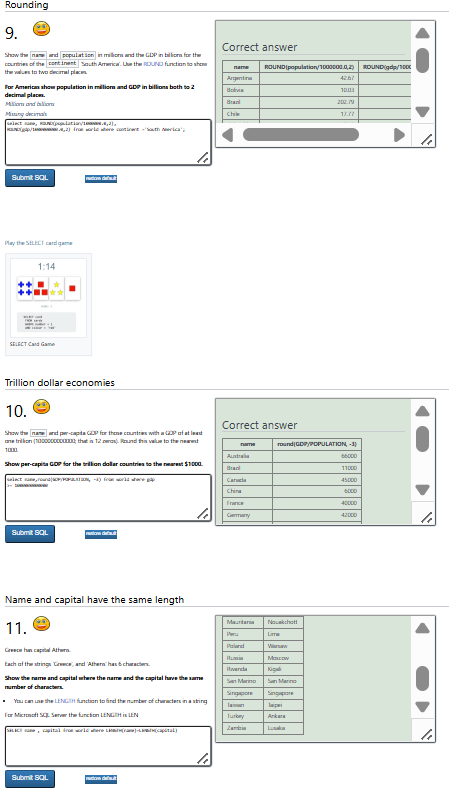 Rounding
9.
Show the name and population in millions and the GDP in billions for the
countries of the continent 'South America'. Use the ROUND function to show
the values to two decimal places.
For Americas show population in millions and GDP in billions both to 2
decimal places.
Millions and billions
Missing decimals
select name, ROUND(population/1000000.0,2),
ROUND(gdp/1000000000.0,2) from world where continent ='South America';
Submit SQL
restore default
Correct answer
name ROUND(population/1000000.0,2) ROUND(gdp/100
Argentina 42.67
Bolivia 10.03
Brazil 202.79
Chile 17.77
Play the SELECT card game
1:14
SELECT card
FROM cards
SELECT Card Game
Trillion dollar economies
10.
Show the name and per-capita GDP for those countries with a GDP of at least
one trillion (1000000000000; that is 12 zeros). Round this value to the nearest
1000.
Show per-capita GDP for the trillion dollar countries to the nearest $1000.
select name,round(GDP/POPULATION, -3) from world where gdp
>= 1000000000000
Submit SQL
restore default
Correct answer
name round(GDP/POPULATION, -3)
Australia 66000
Brazil 11000
Canada 45000
China 6000
France 40000
Germany 42000
Name and capital have the same length
11.
Greece has capital Athens.
Each of the strings 'Greece', and 'Athens' has 6 characters.
Show the name and capital where the name and the capital have the same
number of characters.
• You can use the LENGTH function to find the number of characters in a string
For Microsoft SQL Server the function LENGTH is LEN
SELECT name , capital from world where LENGTH(name)=LENGTH(capital)
Submit SQL
restore default
Mauritania Nouakchott
Peru Lima
Poland Warsaw
Russia Moscow
Rwanda Kigali
San Marino San Marino
Singapore Singapore
Taiwan Taipei
Turkey Ankara
Zambia Lusaka